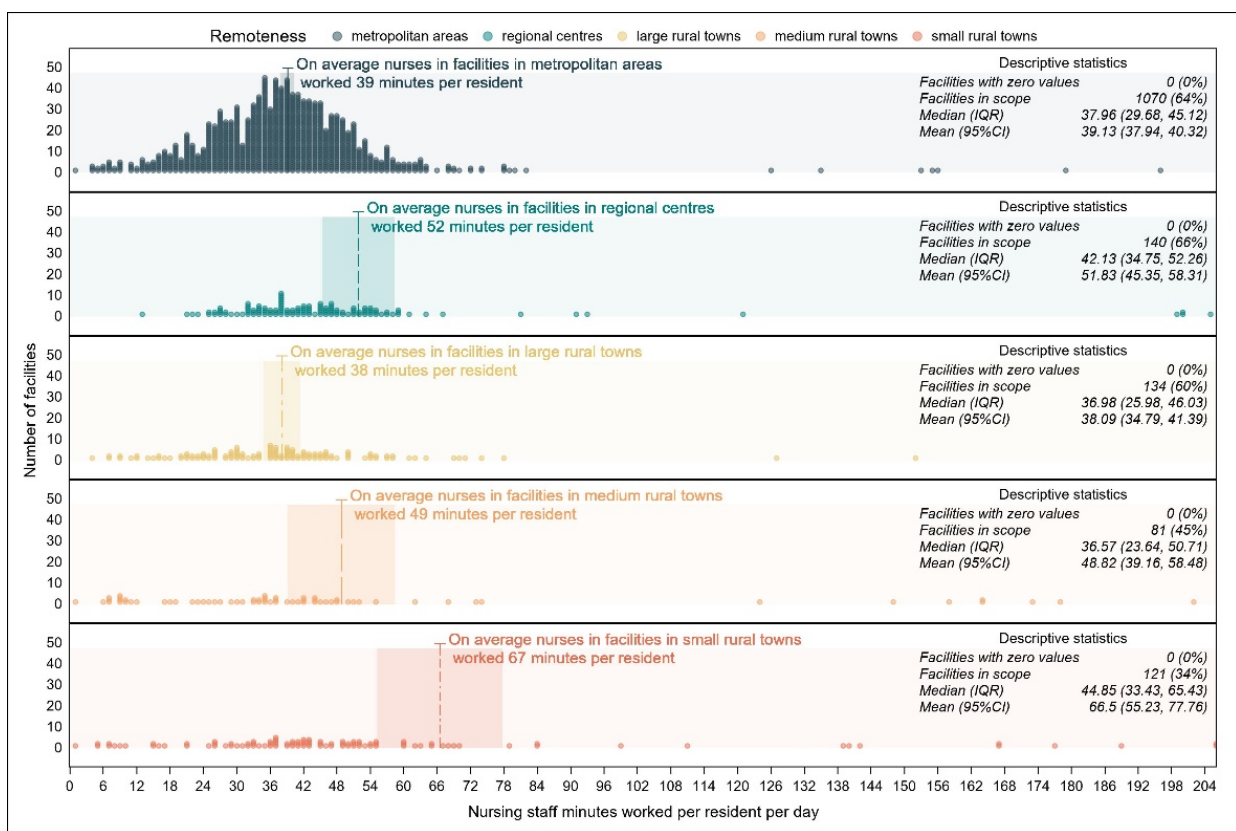 Remoteness metropolitan areas regional centres large rural towns medium rural towns small rural towns
Number of facilities
50
40
30
20
10
0
On average nurses in facilities in metropolitan areas
worked 39 minutes per resident
Descriptive statistics
Facilities with zero values 0 (0%)
Facilities in scope 1070 (64%)
Median (IQR) 37.96 (29.68, 45.12)
Mean (95%CI) 39.13 (37.94, 40.32)
50
40
30
20
10
0
On average nurses in facilities in regional centres
worked 52 minutes per resident
Descriptive statistics
Facilities with zero values 0 (0%)
Facilities in scope 140 (66%)
Median (IQR) 42.13 (34.75, 52.26)
Mean (95%CI) 51.83 (45.35, 58.31)
50
40
30
20
10
0
On average nurses in facilities in large rural towns
worked 38 minutes per resident
Descriptive statistics
Facilities with zero values 0 (0%)
Facilities in scope 134 (60%)
Median (IQR) 36.98 (25.98, 46.03)
Mean (95%CI) 38.09 (34.79, 41.39)
50
40
30
20
10
0
On average nurses in facilities in medium rural towns
worked 49 minutes per resident
Descriptive statistics
Facilities with zero values 0 (0%)
Facilities in scope 81 (45%)
Median (IQR) 36.57 (23.64, 50.71)
Mean (95%CI) 48.82 (39.16, 58.48)
50
40
30
20
10
0
On average nurses in facilities in small rural towns
worked 67 minutes per resident
Descriptive statistics
Facilities with zero values 0 (0%)
Facilities in scope 121 (34%)
Median (IQR) 44.85 (33.43, 65.43)
Mean (95%CI) 66.5 (55.23, 77.76)
0 6 12 18 24 30 36 42 48 54 60 66 72 78 84 90 96 102 108 114 120 126 132 138 144 150 156 162 168 174 180 186 192 198 204
Nursing staff minutes worked per resident per day